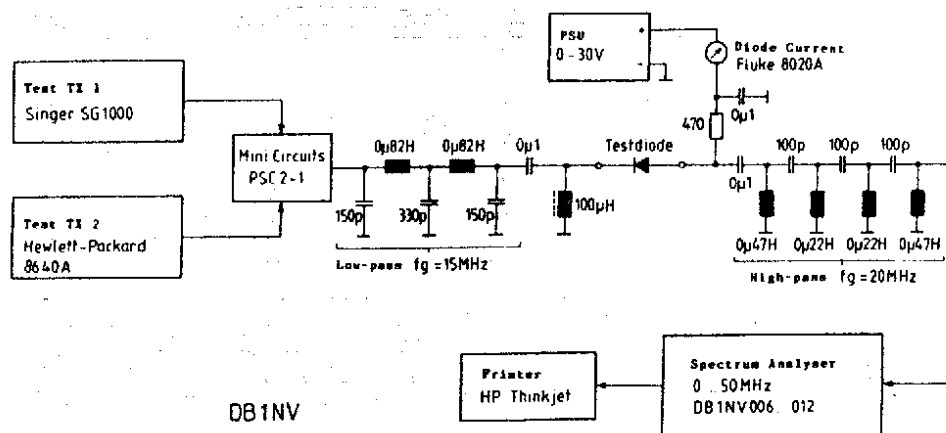 PSU
0-30V
+
-
Diode Current
Fluke 8020A
Test TX 1
Singer SG1000
Mini Circuits
PSC 2-1
Test TX 2
Hewlett-Packard
8640A
0µ82H
0µ82H
0µ1
150p
330p
150p
100µH
Low-pass fg = 15MHz
Testdiode
470
0µ1
0µ1
100p
100p
100p
0µ47H
0µ22H
0µ22H
0µ47H
High-pass fg = 20MHz
Printer
HP Thinkjet
Spectrum Analyser
0 ... 50MHz
DB1NV006...012
DB1NV